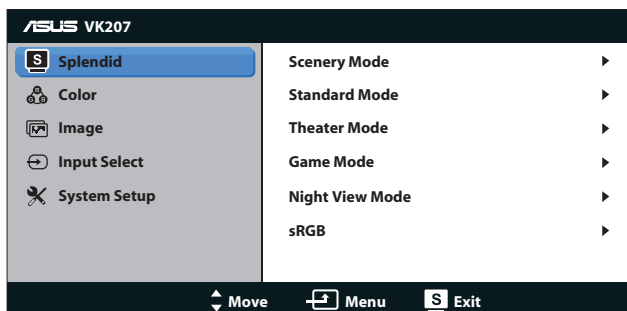 ASUS VK207
S Splendid
Color
Image
Input Select
System Setup
Scenery Mode
Standard Mode
Theater Mode
Game Mode
Night View Mode
sRGB
Move Menu S Exit